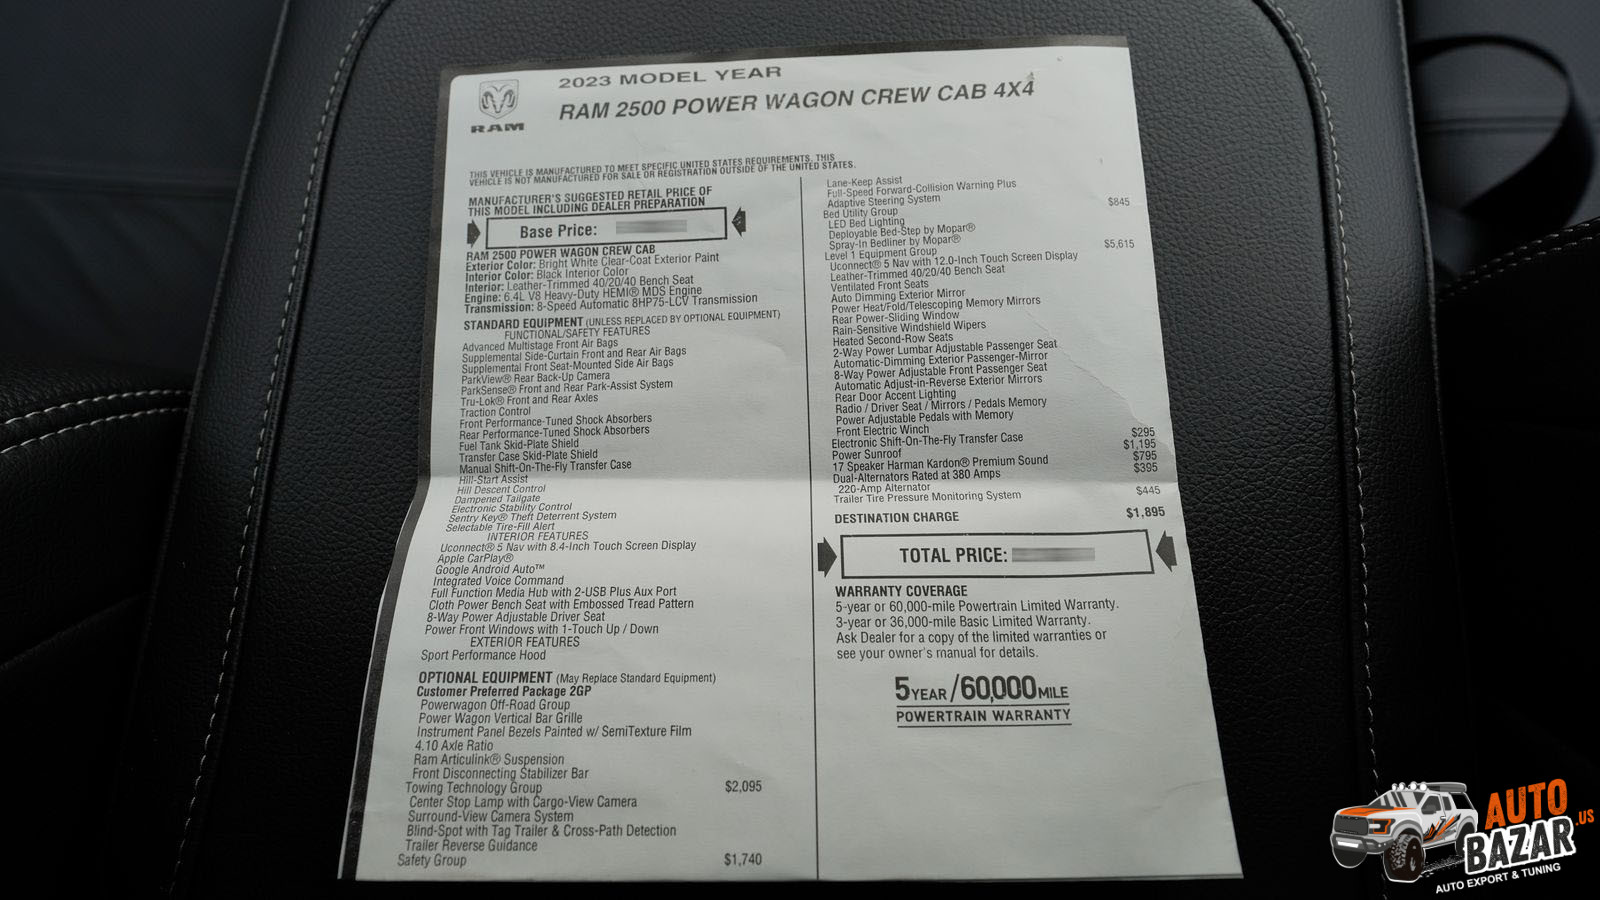 RAM
2023 MODEL YEAR
RAM 2500 POWER WAGON CREW CAB 4X4
THIS VEHICLE IS MANUFACTURED TO MEET SPECIFIC UNITED STATES REQUIREMENTS. THIS
VEHICLE IS NOT MANUFACTURED FOR SALE OR REGISTRATION OUTSIDE OF THE UNITED STATES.
MANUFACTURER'S SUGGESTED RETAIL PRICE OF
THIS MODEL INCLUDING DEALER PREPARATION
Base Price:
RAM 2500 POWER WAGON CREW CAB
Exterior Color: Bright White Clear-Coat Exterior Paint
Interior Color: Black Interior Color
Interior: Leather-Trimmed 40/20/40 Bench Seat
Engine: 6.4L V8 Heavy-Duty HEMI® MDS Engine
Transmission: 8-Speed Automatic 8HP75-LCV Transmission
STANDARD EQUIPMENT (UNLESS REPLACED BY OPTIONAL EQUIPMENT)
FUNCTIONAL/SAFETY FEATURES
Advanced Multistage Front Air Bags
Supplemental Side-Curtain Front and Rear Air Bags
Supplemental Front Seat-Mounted Side Air Bags
ParkView® Rear Back-Up Camera
ParkSense® Front and Rear Park-Assist System
Tru-Lok® Front and Rear Axles
Traction Control
Front Performance-Tuned Shock Absorbers
Rear Performance-Tuned Shock Absorbers
Fuel Tank Skid-Plate Shield
Transfer Case Skid-Plate Shield
Manual Shift-On-The-Fly Transfer Case
Hill-Start Assist
Hill Descent Control
Dampened Tailgate
Electronic Stability Control
Sentry Key® Theft Deterrent System
Selectable Tire-Fill Alert
INTERIOR FEATURES
Uconnect® 5 Nav with 8.4-Inch Touch Screen Display
Apple CarPlay®
Google Android Auto™
Integrated Voice Command
Full Function Media Hub with 2-USB Plus Aux Port
Cloth Power Bench Seat with Embossed Tread Pattern
8-Way Power Adjustable Driver Seat
Power Front Windows with 1-Touch Up / Down
EXTERIOR FEATURES
Sport Performance Hood
OPTIONAL EQUIPMENT (May Replace Standard Equipment)
Customer Preferred Package 2GP
Powerwagon Off-Road Group
Power Wagon Vertical Bar Grille
Instrument Panel Bezels Painted w/ SemiTexture Film
4.10 Axle Ratio
Ram Articulink® Suspension
Front Disconnecting Stabilizer Bar
Towing Technology Group $2,095
Center Stop Lamp with Cargo-View Camera
Surround-View Camera System
Blind-Spot with Tag Trailer & Cross-Path Detection
Trailer Reverse Guidance
Safety Group $1,740
Lane-Keep Assist
Full-Speed Forward-Collision Warning Plus
Adaptive Steering System
Bed Utility Group $845
LED Bed Lighting
Deployable Bed-Step by Mopar®
Spray-In Bedliner by Mopar®
Level 1 Equipment Group $5,615
Uconnect® 5 Nav with 12.0-Inch Touch Screen Display
Leather-Trimmed 40/20/40 Bench Seat
Ventilated Front Seats
Auto Dimming Exterior Mirror
Power Heat/Fold/Telescoping Memory Mirrors
Rear Power-Sliding Window
Rain-Sensitive Windshield Wipers
Heated Second-Row Seats
2-Way Power Lumbar Adjustable Passenger Seat
Automatic-Dimming Exterior Passenger-Mirror
8-Way Power Adjustable Front Passenger Seat
Automatic Adjust-in-Reverse Exterior Mirrors
Rear Door Accent Lighting
Radio / Driver Seat / Mirrors / Pedals Memory
Power Adjustable Pedals with Memory
Front Electric Winch
Electronic Shift-On-The-Fly Transfer Case $295
Power Sunroof $1,195
17 Speaker Harman Kardon® Premium Sound $795
Dual-Alternators Rated at 380 Amps $395
220-Amp Alternator
Trailer Tire Pressure Monitoring System $445
DESTINATION CHARGE $1,895
TOTAL PRICE:
WARRANTY COVERAGE
5-year or 60,000-mile Powertrain Limited Warranty.
3-year or 36,000-mile Basic Limited Warranty.
Ask Dealer for a copy of the limited warranties or
see your owner's manual for details.
5 YEAR / 60,000 MILE
POWERTRAIN WARRANTY
AUTO
BAZAR.US
AUTO EXPORT & TUNING